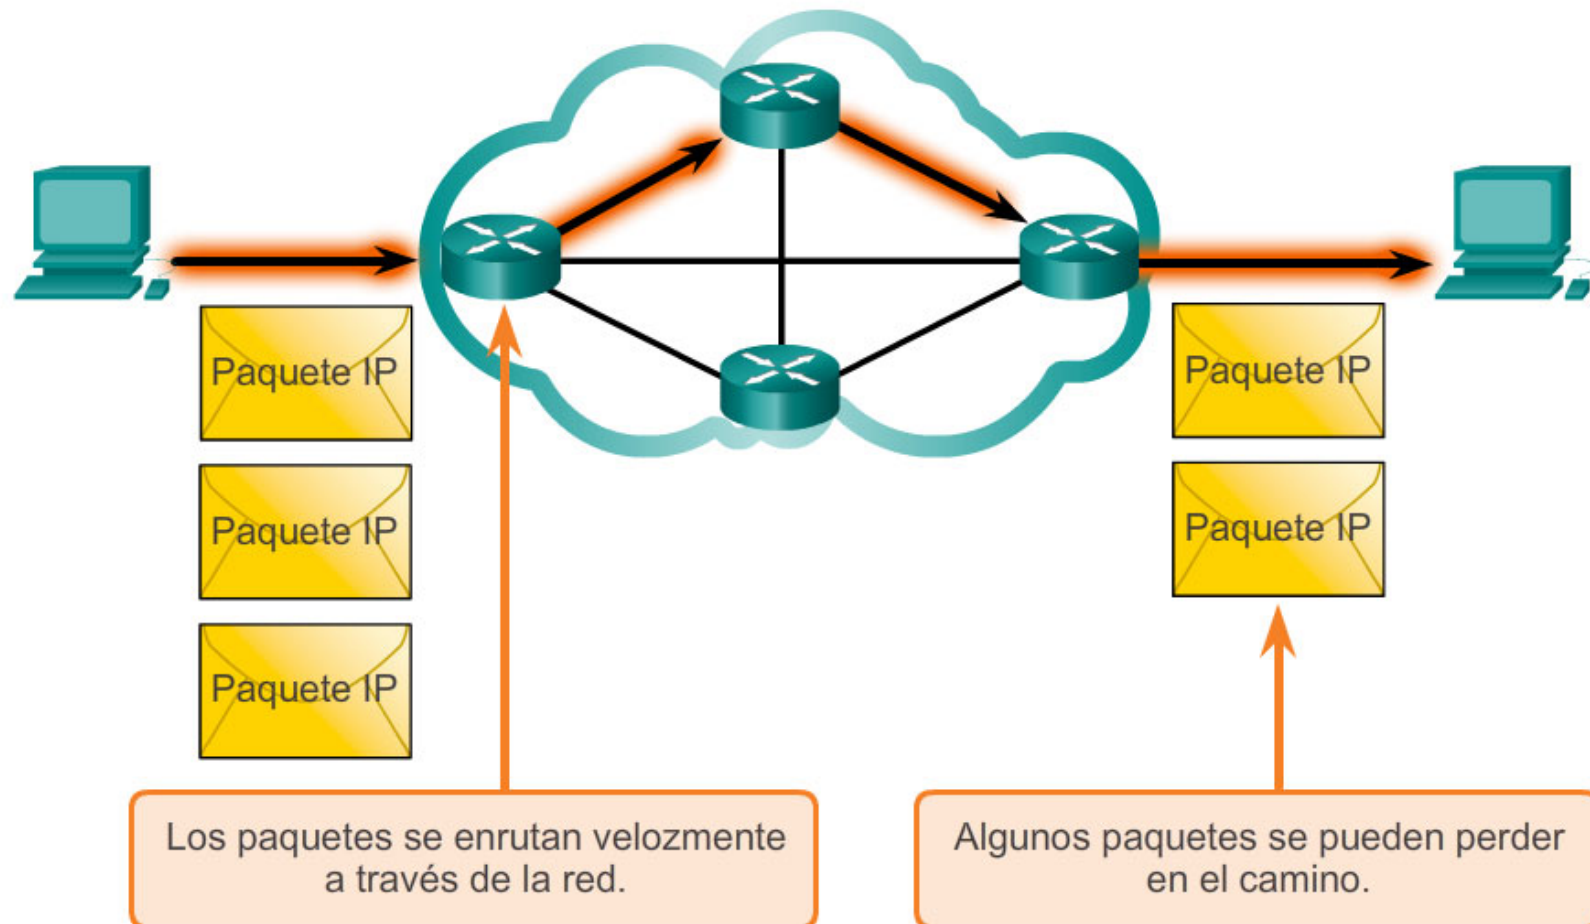 Paquete IP
Paquete IP
Paquete IP
Paquete IP
Paquete IP
Los paquetes se enrutan velozmente
a través de la red.
Algunos paquetes se pueden perder
en el camino.